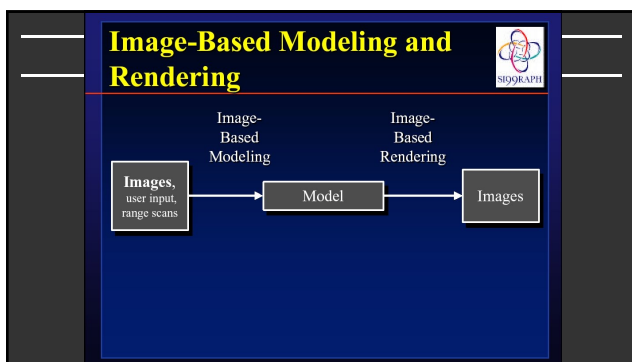 Image-Based Modeling and
Rendering
SI99RAPH
Image-
Based
Modeling
Image-
Based
Rendering
Images,
user input,
range scans
Model
Images